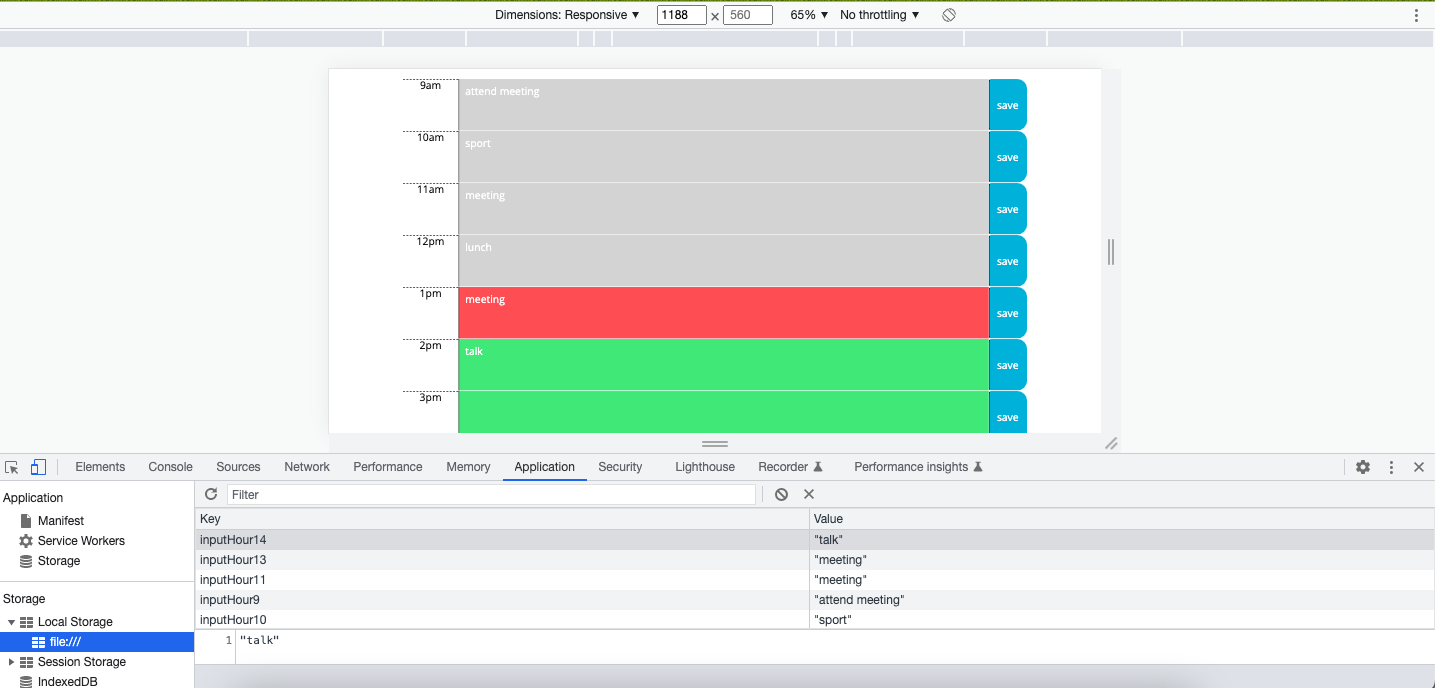 Dimensions: Responsive ▼ 1188 × 560 65% ▼ No throttling ▼
9am attend meeting save
10am sport save
11am meeting save
12pm lunch save
1pm meeting save
2pm talk save
3pm save
Elements Console Sources Network Performance Memory Application Security Lighthouse Recorder Performance insights
Application
Manifest
Service Workers
Storage
Storage
Local Storage
file:///
Session Storage
IndexedDB
Filter
Key Value
inputHour14 "talk"
inputHour13 "meeting"
inputHour11 "meeting"
inputHour9 "attend meeting"
inputHour10 "sport"
1 "talk"